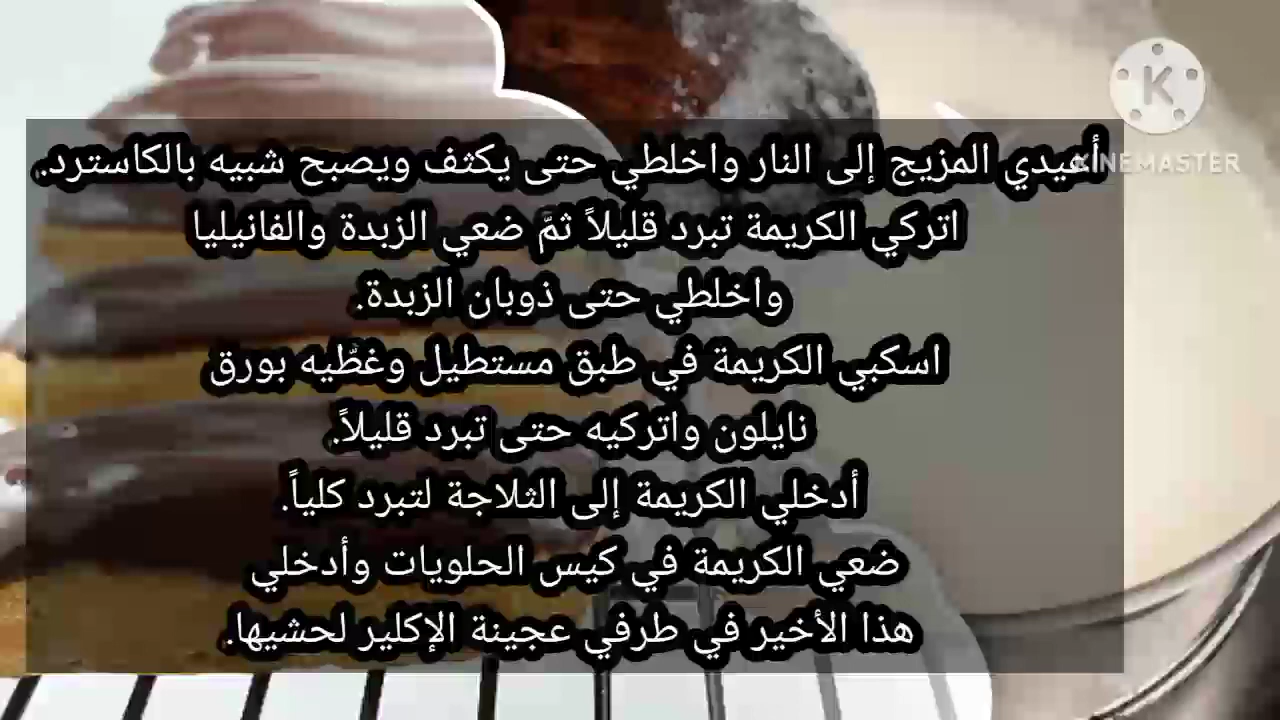 أعيدي المزيج إلى النار واخلطي حتى يكثف ويصبح شبيه بالكاسترد.
اتركي الكريمة تبرد قليلاً ثمَّ ضعي الزبدة والفانيليا
واخلطي حتى ذوبان الزبدة.
اسكبي الكريمة في طبق مستطيل وغطّيه بورق
نايلون واتركيه حتى تبرد قليلاً.
أدخلي الكريمة إلى الثلاجة لتبرد كلياً.
ضعي الكريمة في كيس الحلويات وأدخلي
هذا الأخير في طرفي عجينة الإكلير لحشيها.
K
KINEMASTER